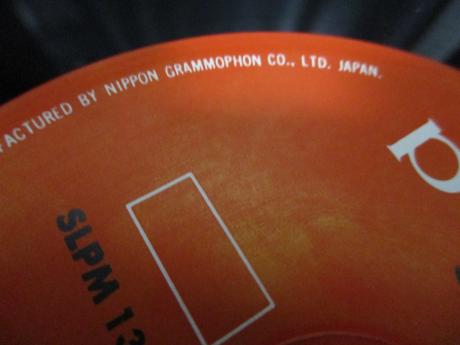 FACTURED BY NIPPON GRAMMOPHON CO., LTD. JAPAN.
p
SLPM 13